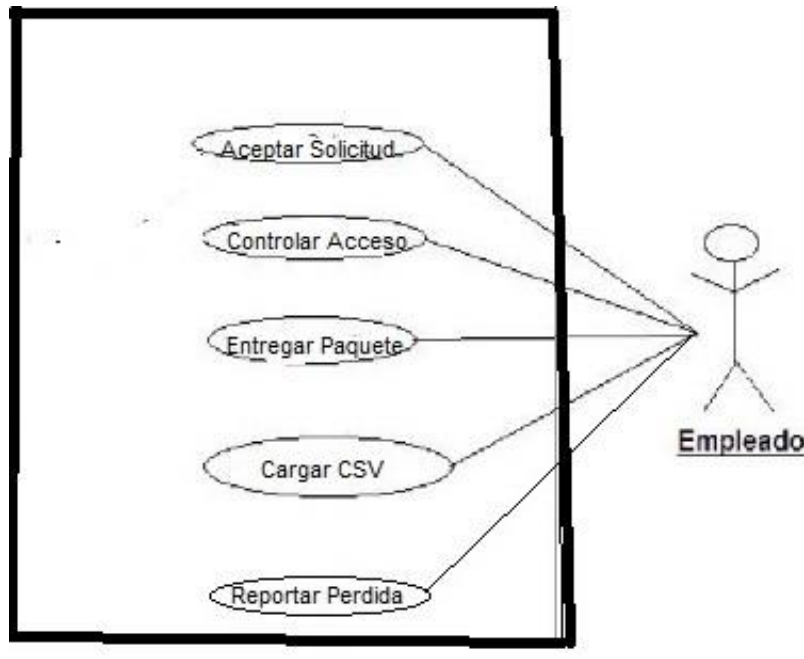 Aceptar Solicitud
Controlar Acceso
Entregar Paquete
Cargar CSV
Reportar Perdida
Empleado